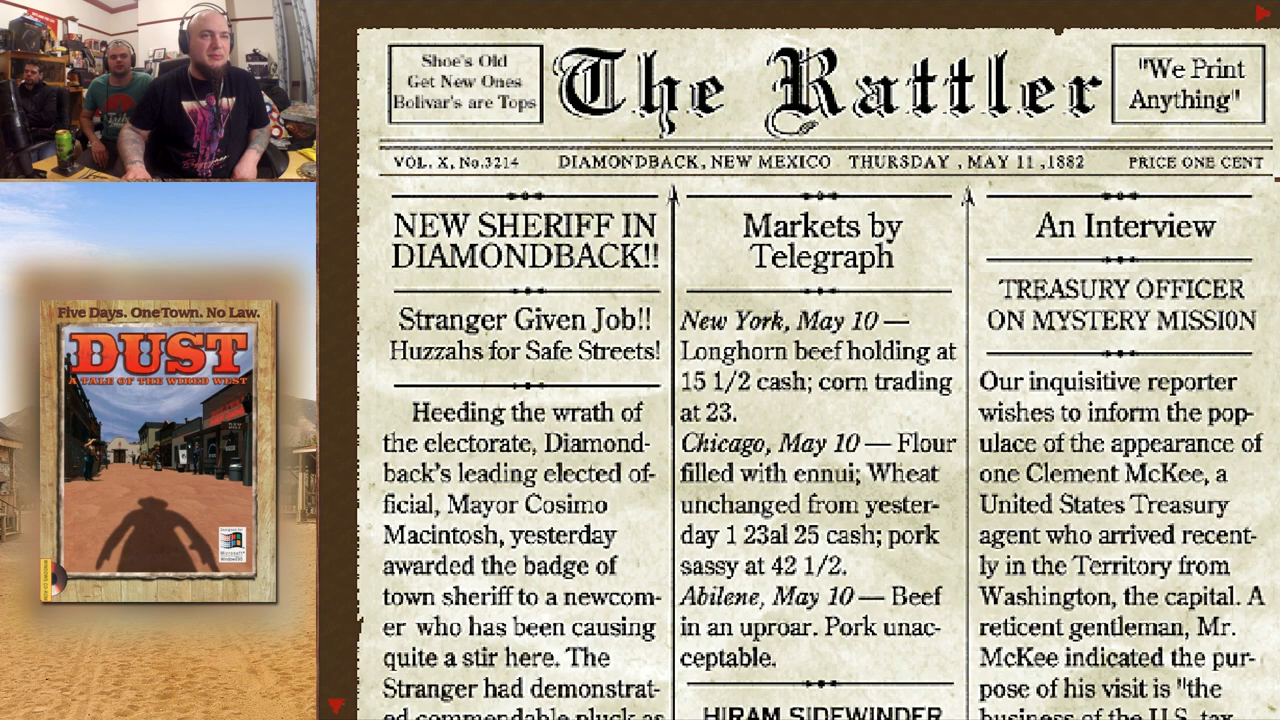 Shoe's Old
Get New Ones
Bolivar's are Tops
The Rattler
"We Print
Anything"
VOL. X, No.3214 DIAMONDBACK, NEW MEXICO THURSDAY , MAY 11 ,1882 PRICE ONE CENT
NEW SHERIFF IN
DIAMONDBACK!!
Stranger Given Job!!
Huzzahs for Safe Streets!
Heeding the wrath of
the electorate, Diamond-
back's leading elected of-
ficial, Mayor Cosimo
Macintosh, yesterday
awarded the badge of
town sheriff to a newcom-
er who has been causing
quite a stir here. The
Stranger had demonstrat-
ed commendable pluck as
Markets by
Telegraph
New York, May 10 —
Longhorn beef holding at
15 1/2 cash; corn trading
at 23.
Chicago, May 10 — Flour
filled with ennui; Wheat
unchanged from yester-
day 1 23al 25 cash; pork
sassy at 42 1/2.
Abilene, May 10 — Beef
in an uproar. Pork unac-
ceptable.
HIRAM SIDEWINDER
An Interview
TREASURY OFFICER
ON MYSTERY MISSION
Our inquisitive reporter
wishes to inform the pop-
ulace of the appearance of
one Clement McKee, a
United States Treasury
agent who arrived recent-
ly in the Territory from
Washington, the capital. A
reticent gentleman, Mr.
McKee indicated the pur-
pose of his visit is "the
business of the U.S. tax
Five Days. One Town. No Law.
DUST
A TALE OF THE WIRED WEST